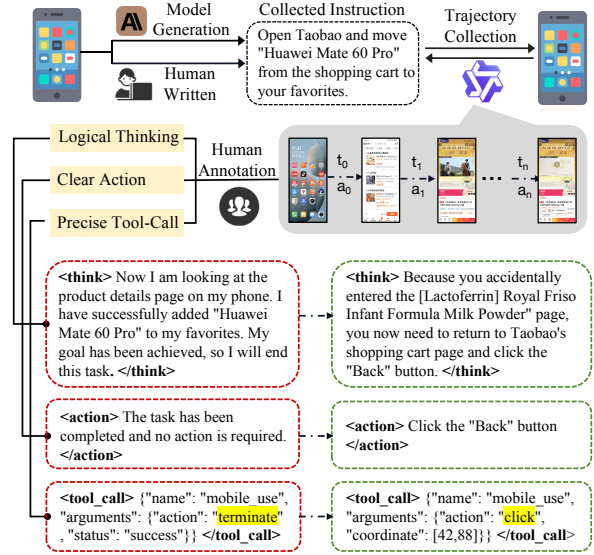 Model
Generation
Human
Written
Collected Instruction
Open Taobao and move
"Huawei Mate 60 Pro"
from the shopping cart to
your favorites.
Trajectory
Collection
Logical Thinking
Clear Action
Precise Tool-Call
Human
Annotation
t0
a0
t1
a1
...
tn
an
<think> Now I am looking at the
product details page on my phone. I
have successfully added "Huawei
Mate 60 Pro" to my favorites. My
goal has been achieved, so I will end
this task. </think>
<think> Because you accidentally
entered the [Lactoferrin] Royal Friso
Infant Formula Milk Powder" page,
you now need to return to Taobao's
shopping cart page and click the
"Back" button. </think>
<action> The task has been
completed and no action is required.
</action>
<action> Click the "Back" button
</action>
<tool_call> {"name": "mobile_use",
"arguments": {"action": "terminate"
, "status": "success"}} </tool_call>
<tool_call> {"name": "mobile_use",
"arguments": {"action": "click",
"coordinate": [42,88]}} </tool_call>